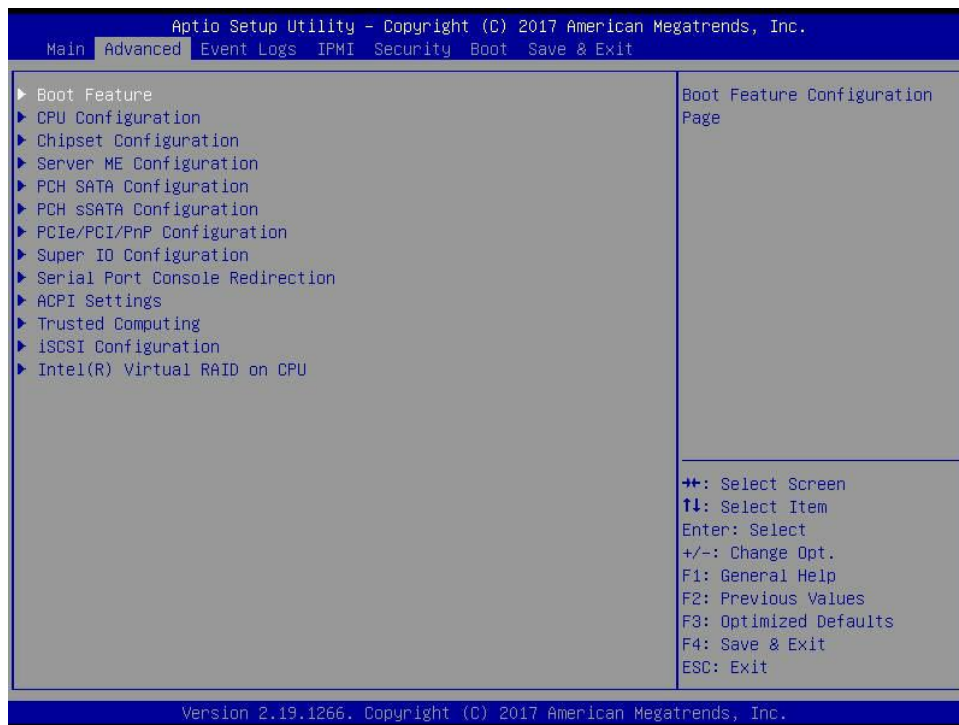 Aptio Setup Utility – Copyright (C) 2017 American Megatrends, Inc.
Main Advanced Event Logs IPMI Security Boot Save & Exit
Boot Feature
CPU Configuration
Chipset Configuration
Server ME Configuration
PCH SATA Configuration
PCH sSATA Configuration
PCIe/PCI/PnP Configuration
Super IO Configuration
Serial Port Console Redirection
ACPI Settings
Trusted Computing
iSCSI Configuration
Intel(R) Virtual RAID on CPU
Boot Feature Configuration
Page
→←: Select Screen
↑↓: Select Item
Enter: Select
+/-: Change Opt.
F1: General Help
F2: Previous Values
F3: Optimized Defaults
F4: Save & Exit
ESC: Exit
Version 2.19.1266. Copyright (C) 2017 American Megatrends, Inc.